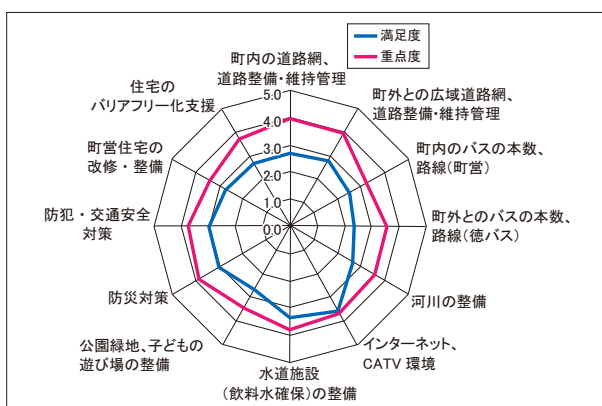 満足度
重点度
町内の道路網、
道路整備・維持管理
町外との広域道路網、
道路整備・維持管理
町内のバスの本数、
路線(町営)
町外とのバスの本数、
路線(徳バス)
河川の整備
インターネット、
CATV 環境
水道施設
(飲料水確保)の整備
公園緑地、子どもの
遊び場の整備
防災対策
防犯・交通安全
対策
町営住宅の
改修・整備
住宅の
バリアフリー化支援
5.0
4.0
3.0
2.0
1.0
0.0